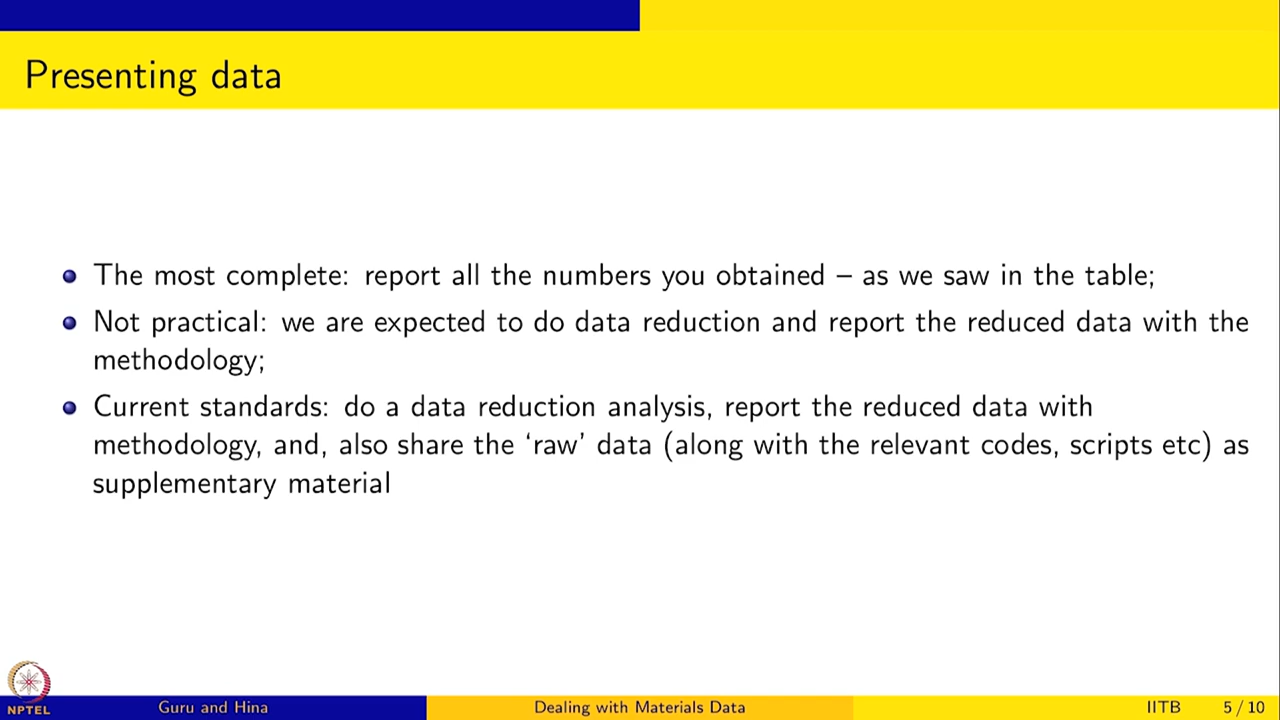 Presenting data
The most complete: report all the numbers you obtained – as we saw in the table;
Not practical: we are expected to do data reduction and report the reduced data with the
methodology;
Current standards: do a data reduction analysis, report the reduced data with
methodology, and, also share the ‘raw’ data (along with the relevant codes, scripts etc) as
supplementary material
NPTEL
Guru and Hina
Dealing with Materials Data
IITB
5 / 10